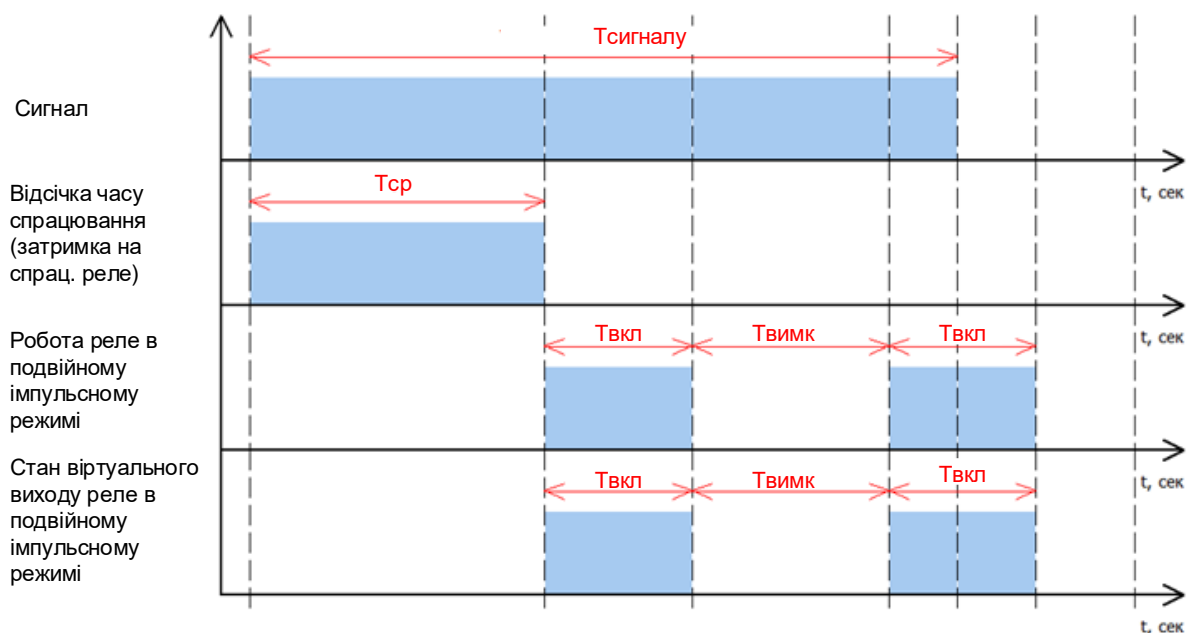 Тсигналу
Сигнал
t, сек
Відсічка часу
спрацювання
(затримка на
спрац. реле)
Тср
t, сек
Робота реле в
подвійному
імпульсному
режимі
Твкл
Твимк
Твкл
t, сек
Стан віртуального
виходу реле в
подвійному
імпульсному
режимі
Твкл
Твимк
Твкл
t, сек